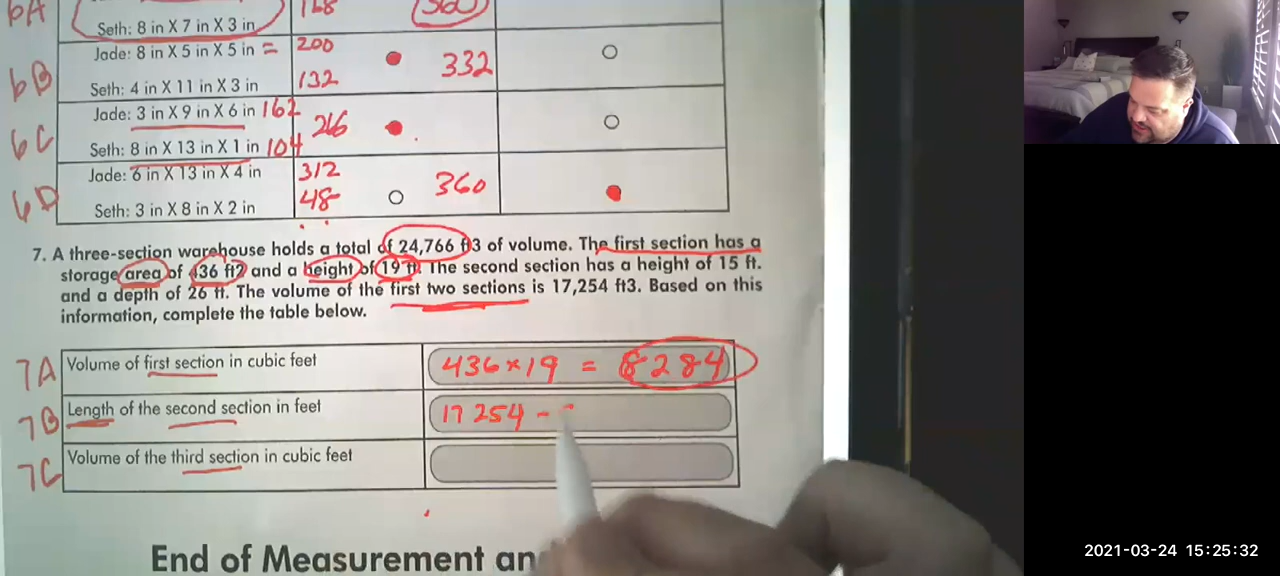 6A
Seth: 8 in X 7 in X 3 in 168 360
6B
Jade: 8 in X 5 in X 5 in = 200
332
Seth: 4 in X 11 in X 3 in 132
6C
Jade: 3 in X 9 in X 6 in 162
266
Seth: 8 in X 13 in X 1 in 104
6D
Jade: 6 in X 13 in X 4 in 312
360
Seth: 3 in X 8 in X 2 in 48
7. A three-section warehouse holds a total of 24,766 ft3 of volume. The first section has a
storage area of 436 ft2 and a height of 19 ft. The second section has a height of 15 ft.
and a depth of 26 ft. The volume of the first two sections is 17,254 ft3. Based on this
information, complete the table below.
7A Volume of first section in cubic feet 436 × 19 = 8284
7B Length of the second section in feet 17 254 -
7C Volume of the third section in cubic feet
End of Measurement an
2021-03-24 15:25:32